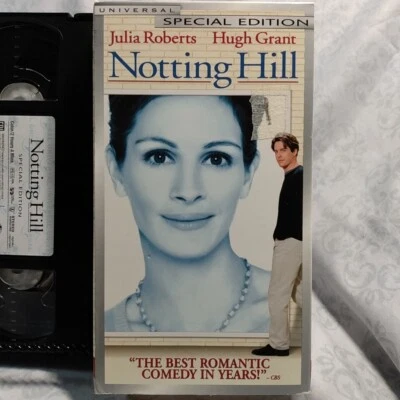 UNIVERSAL
SPECIAL EDITION
Julia Roberts Hugh Grant
Notting Hill
"THE BEST ROMANTIC
COMEDY IN YEARS!"
– CBS
Notting Hill
SPECIAL EDITION